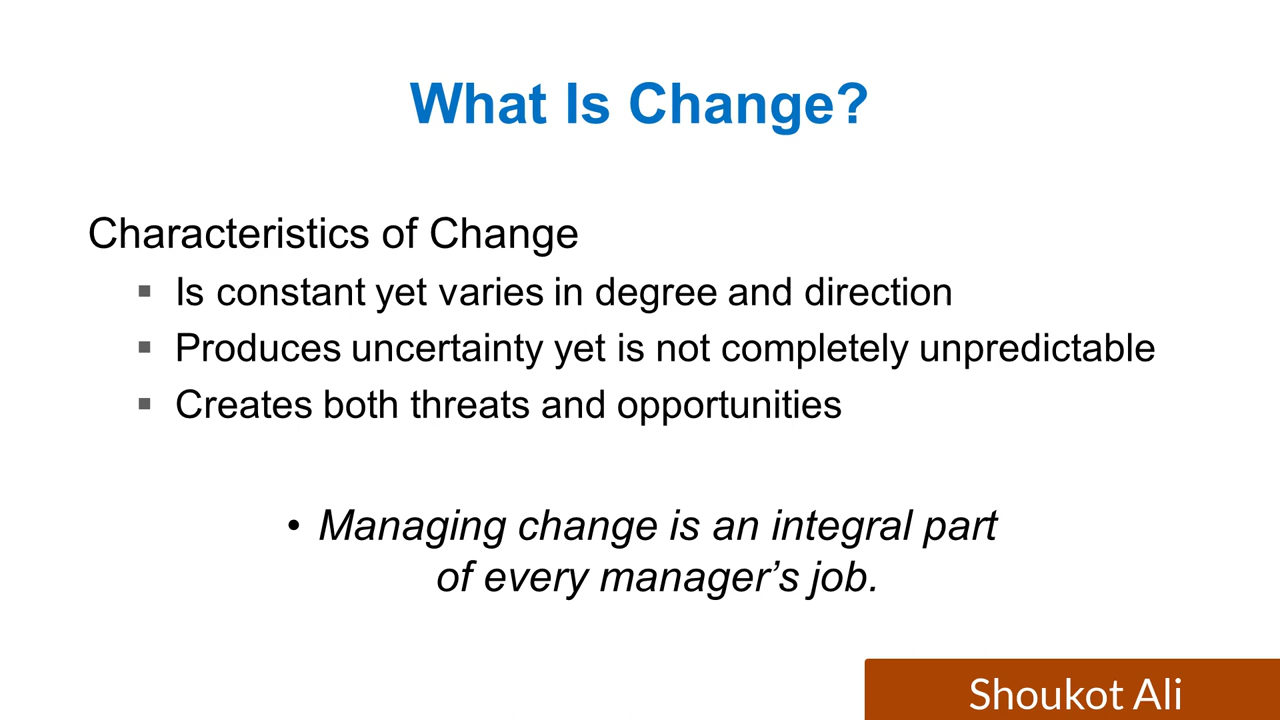 What Is Change?
Characteristics of Change
▪ Is constant yet varies in degree and direction
▪ Produces uncertainty yet is not completely unpredictable
▪ Creates both threats and opportunities
• Managing change is an integral part
of every manager’s job.
Shoukot Ali